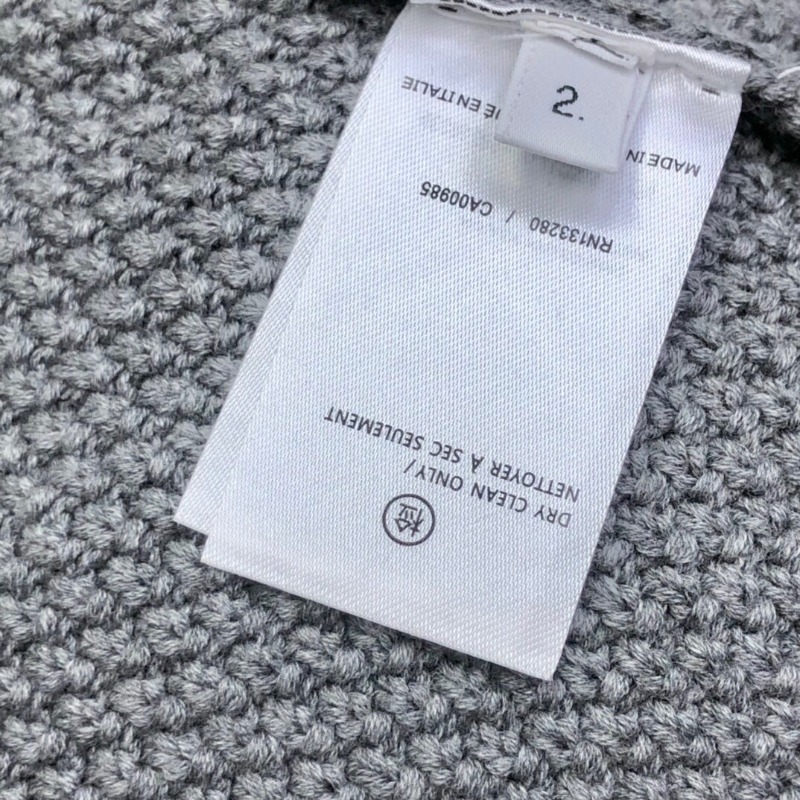 DRY CLEAN ONLY/
NETTOYER À SEC SEULEMENT
RN133280 / CA00985
MADE IN É EN ITALIE
2.